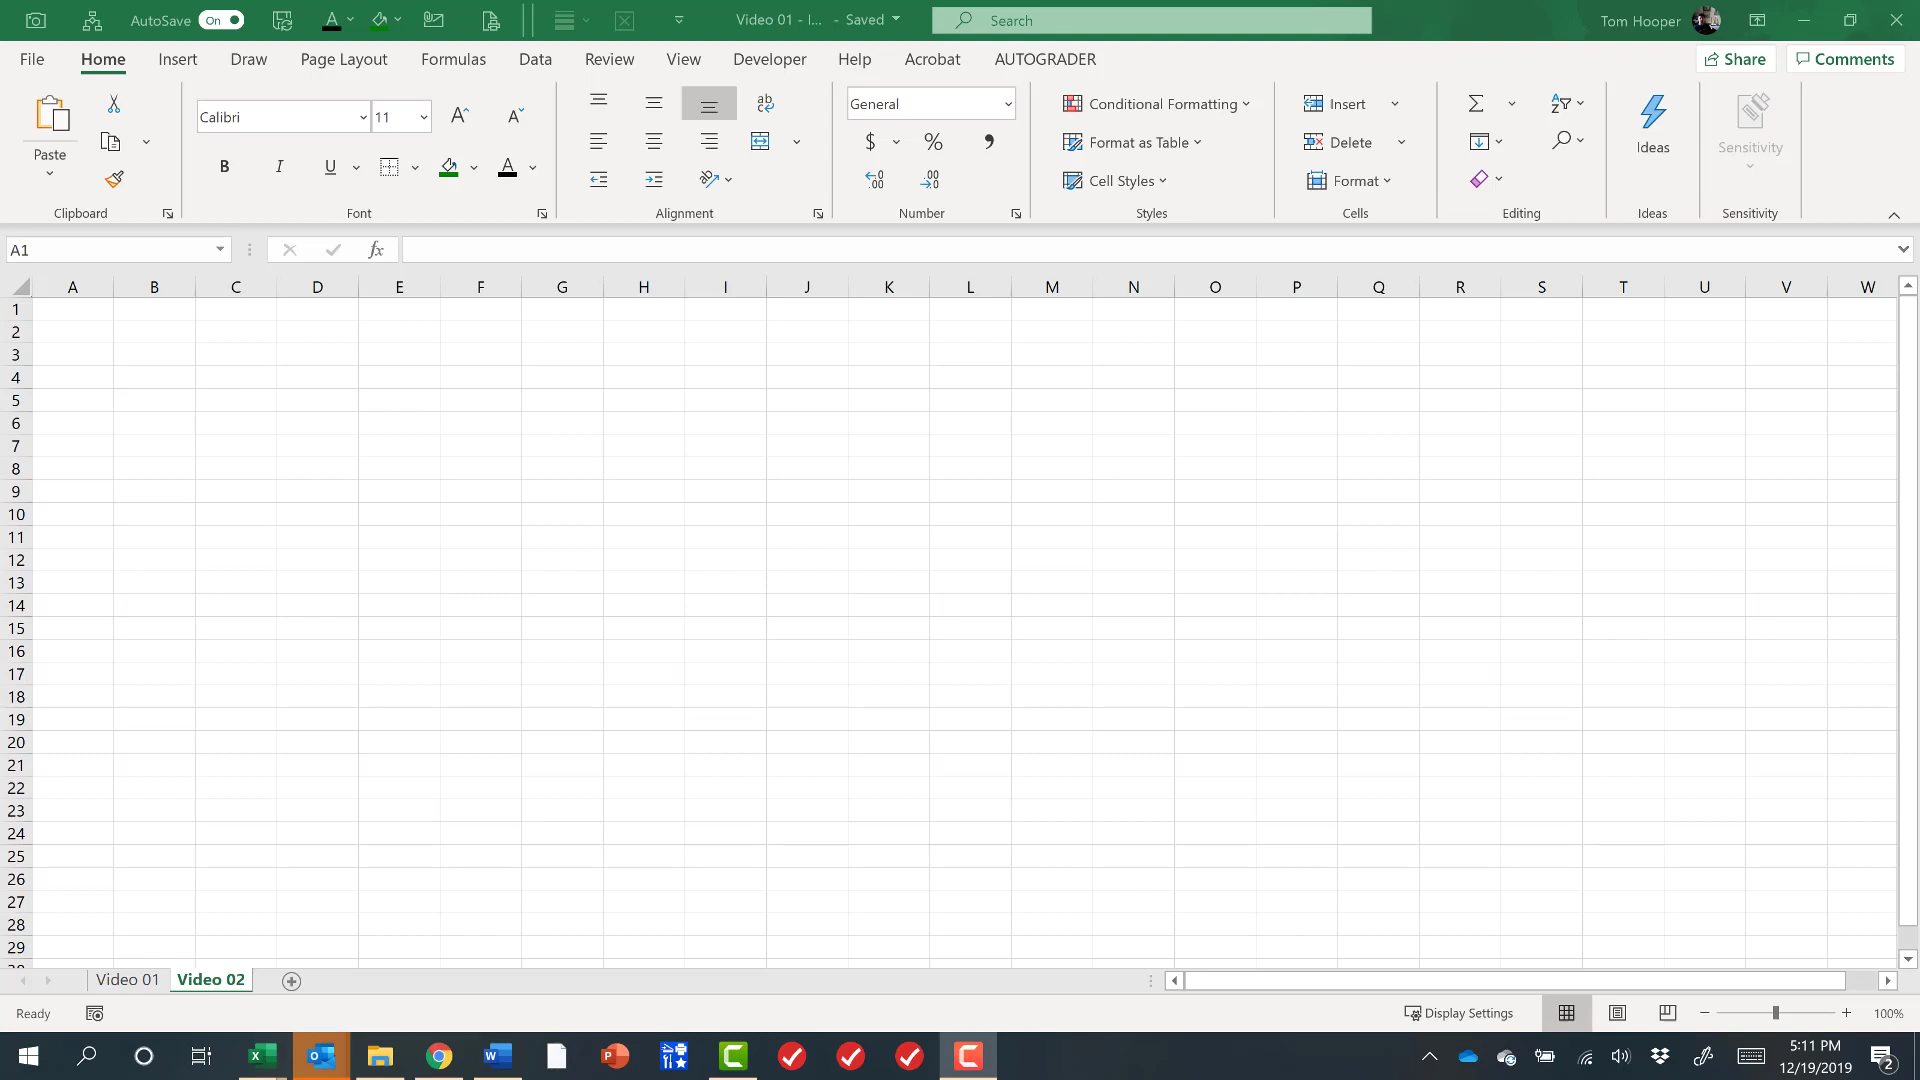 AutoSave On Video 01 - I... - Saved Search Tom Hooper
File Home Insert Draw Page Layout Formulas Data Review View Developer Help Acrobat AUTOGRADER Share Comments
Calibri 11 General Conditional Formatting Insert
Paste $ % Format as Table Delete Ideas Sensitivity
B I U A Cell Styles Format
Clipboard Font Alignment Number Styles Cells Editing Ideas Sensitivity
A1 fx
A B C D E F G H I J K L M N O P Q R S T U V W
1
2
3
4
5
6
7
8
9
10
11
12
13
14
15
16
17
18
19
20
21
22
23
24
25
26
27
28
29
Video 01 Video 02
Ready Display Settings 100%
5:11 PM
12/19/2019
2